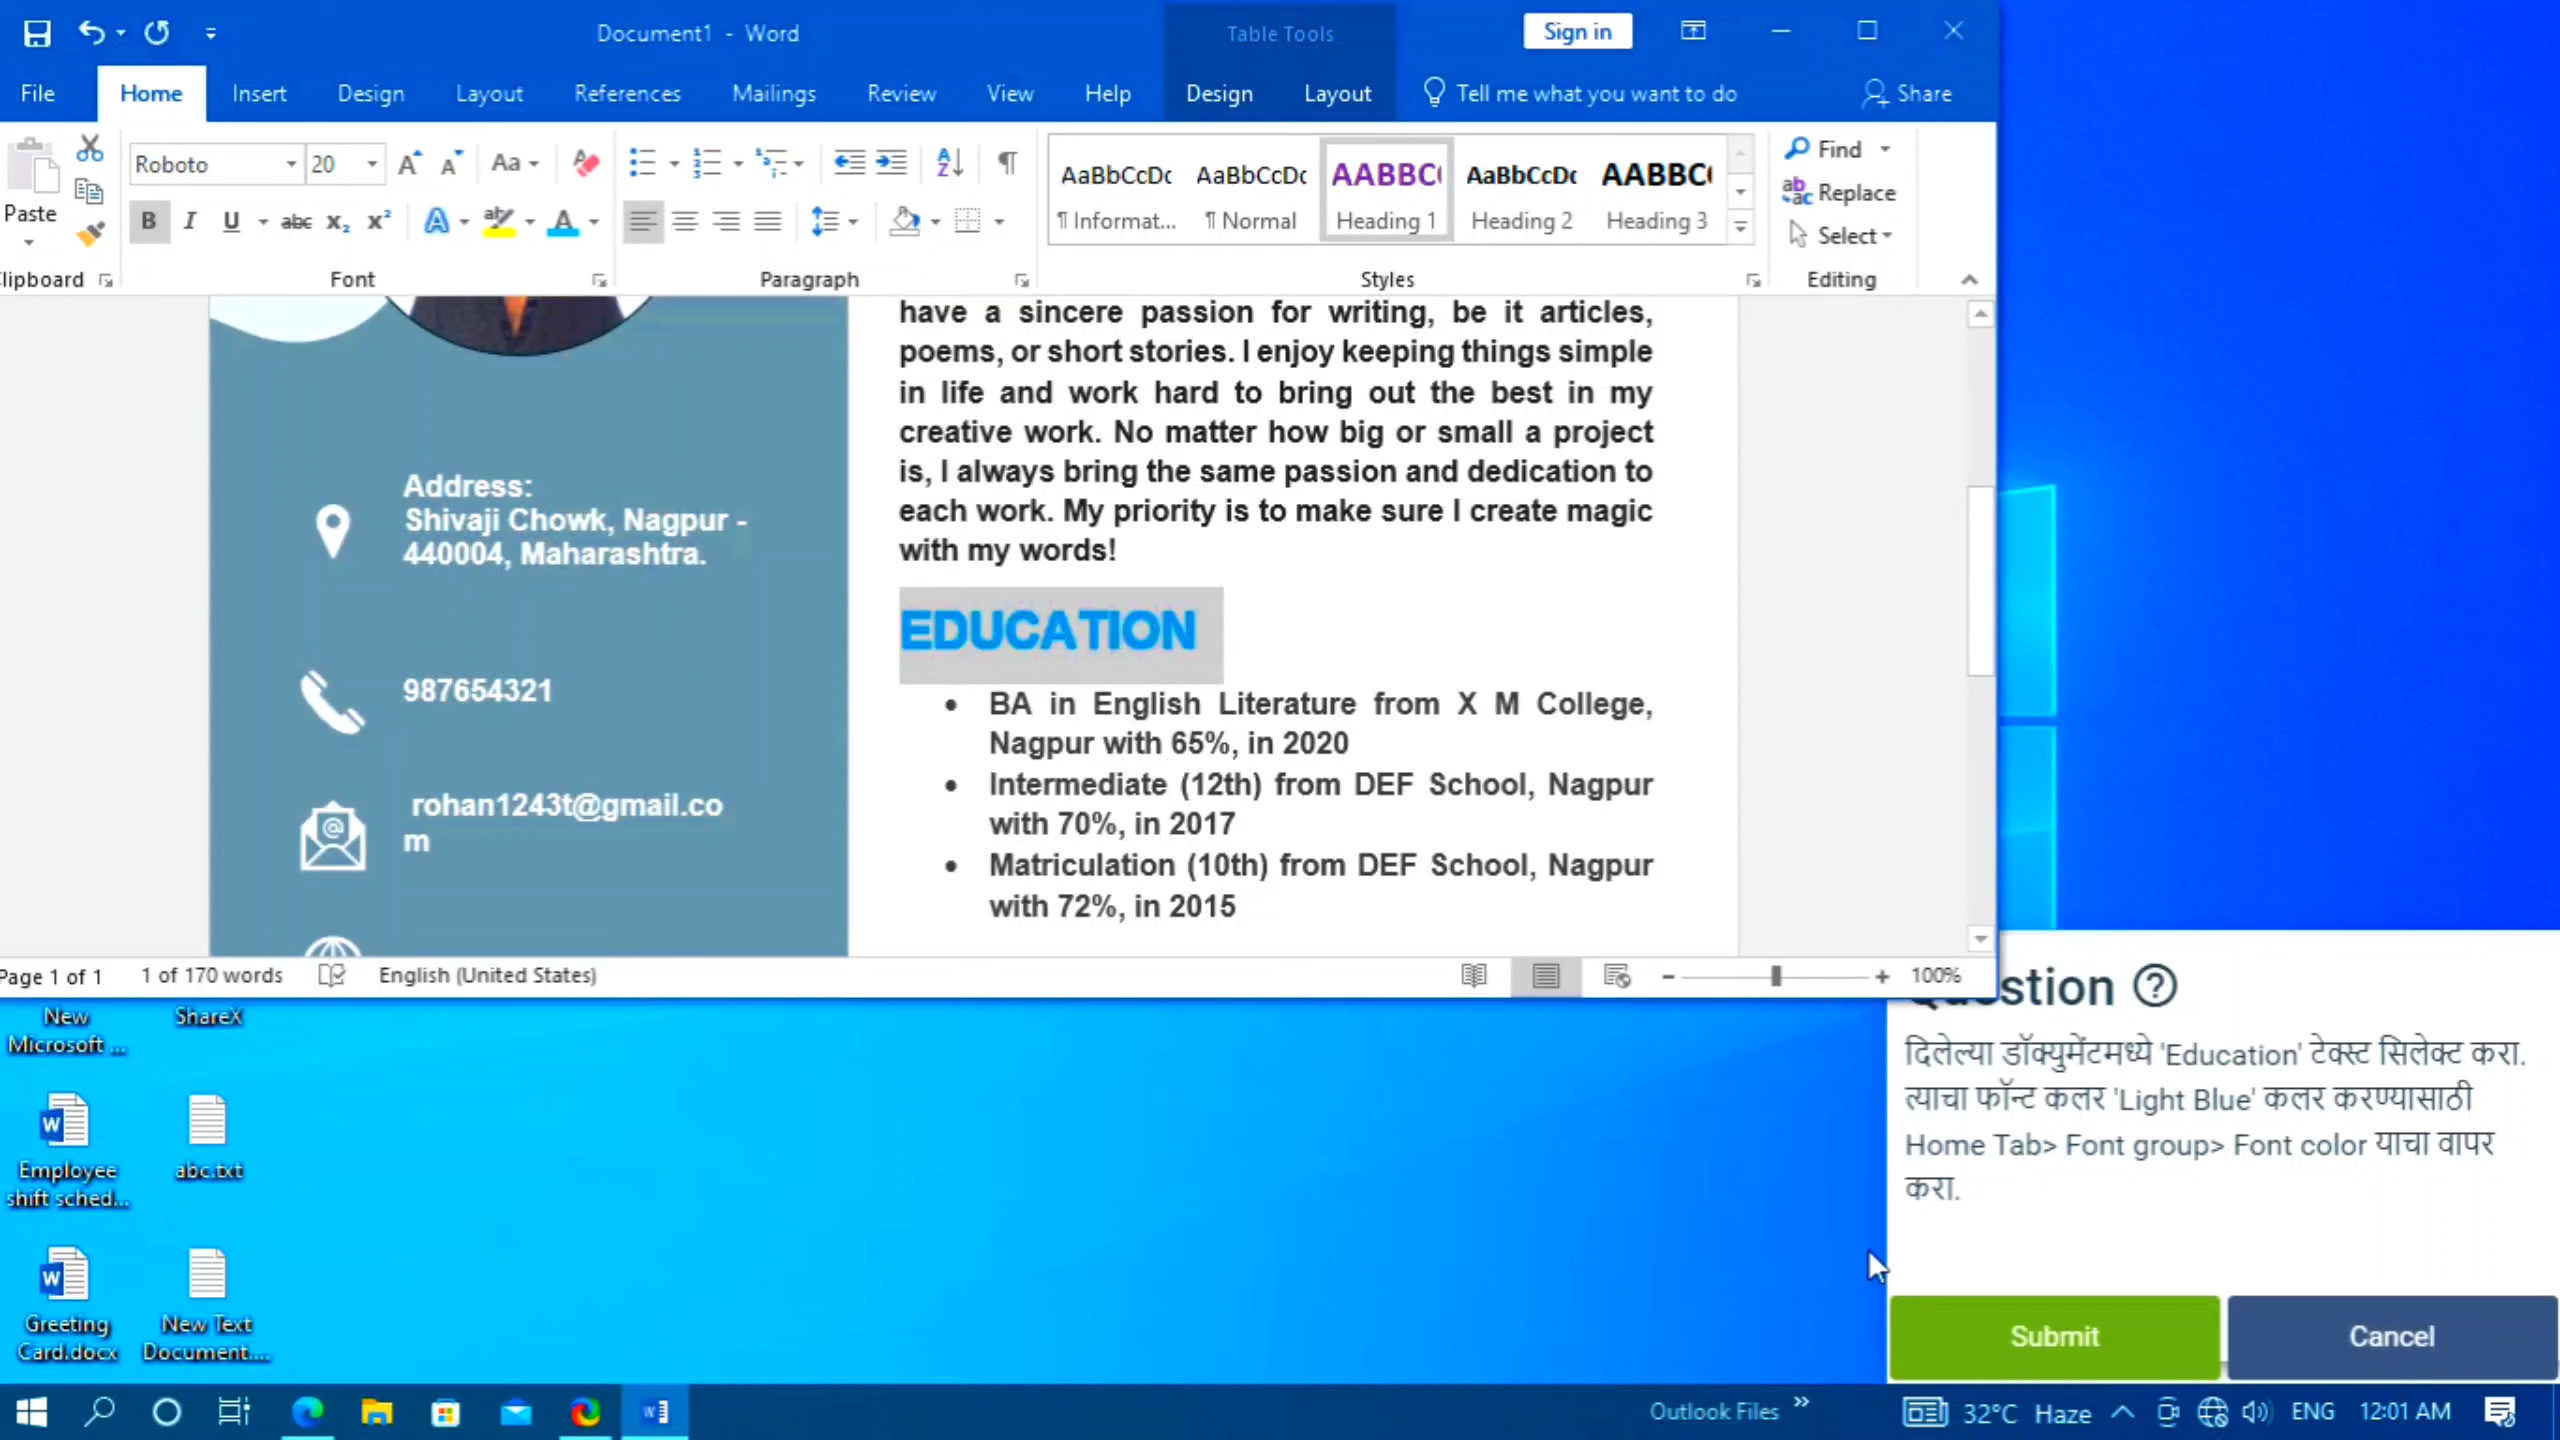 Document1 - Word
Table Tools
Sign in
File
Home
Insert
Design
Layout
References
Mailings
Review
View
Help
Design
Layout
Tell me what you want to do
Share
Paste
Roboto
20
Aa
AaBbCcDc
AaBbCcDc
AABBC
AaBbCcDc
AABBC
¶ Informat...
¶ Normal
Heading 1
Heading 2
Heading 3
Find
Replace
Select
lipboard
Font
Paragraph
Styles
Editing
have a sincere passion for writing, be it articles,
poems, or short stories. I enjoy keeping things simple
in life and work hard to bring out the best in my
creative work. No matter how big or small a project
is, I always bring the same passion and dedication to
each work. My priority is to make sure I create magic
with my words!
Address:
Shivaji Chowk, Nagpur -
440004, Maharashtra.
987654321
rohan1243t@gmail.co
m
EDUCATION
• BA in English Literature from X M College,
Nagpur with 65%, in 2020
• Intermediate (12th) from DEF School, Nagpur
with 70%, in 2017
• Matriculation (10th) from DEF School, Nagpur
with 72%, in 2015
Page 1 of 1
1 of 170 words
English (United States)
100%
New
Microsoft ...
ShareX
Employee
shift sched...
abc.txt
Greeting
Card.docx
New Text
Document....
stion
दिलेल्या डॉक्युमेंटमध्ये 'Education' टेक्स्ट सिलेक्ट करा.
त्याचा फॉन्ट कलर 'Light Blue' कलर करण्यासाठी
Home Tab> Font group> Font color याचा वापर
करा.
Submit
Cancel
Outlook Files
32°C Haze
ENG
12:01 AM